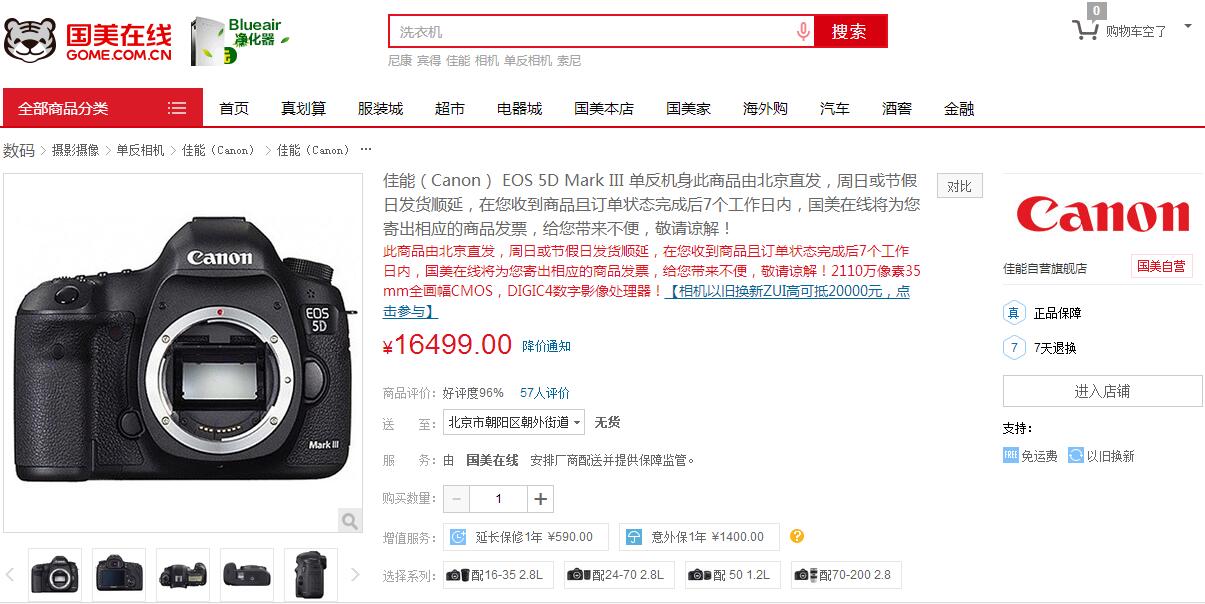 国美在线
GOME.COM.CN
Blueair
净化器
洗衣机
搜索
尼康 宾得 佳能 相机 单反相机 索尼
0
购物车空了
全部商品分类
首页 真划算 服装城 超市 电器城 国美本店 国美家 海外购 汽车 酒窖 金融
数码 > 摄影摄像 > 单反相机 > 佳能（Canon） > 佳能（Canon） ···
佳能（Canon） EOS 5D Mark III 单反机身此商品由北京直发，周日或节假
日发货顺延，在您收到商品且订单状态完成后7个工作日内，国美在线将为您
寄出相应的商品发票，给您带来不便，敬请谅解！
对比
此商品由北京直发，周日或节假日发货顺延，在您收到商品且订单状态完成后7个工作
日内，国美在线将为您寄出相应的商品发票，给您带来不便，敬请谅解！2110万像素35
mm全画幅CMOS，DIGIC4数字影像处理器！【相机以旧换新ZUI高可抵20000元，点
击参与】
¥16499.00 降价通知
商品评价： 好评度96% 57人评价
送 至： 北京市朝阳区朝外街道 无货
服 务： 由 国美在线 安排厂商配送并提供保障监管。
购买数量： − 1 +
增值服务： 延长保修1年 ¥590.00 意外保1年 ¥1400.00 ?
选择系列： 配16-35 2.8L 配24-70 2.8L 配 50 1.2L 配70-200 2.8
Canon
EOS
5D
Mark III
Canon
佳能自营旗舰店 国美自营
真 正品保障
7 7天退换
进入店铺
支持：
FREE 免运费 以旧换新